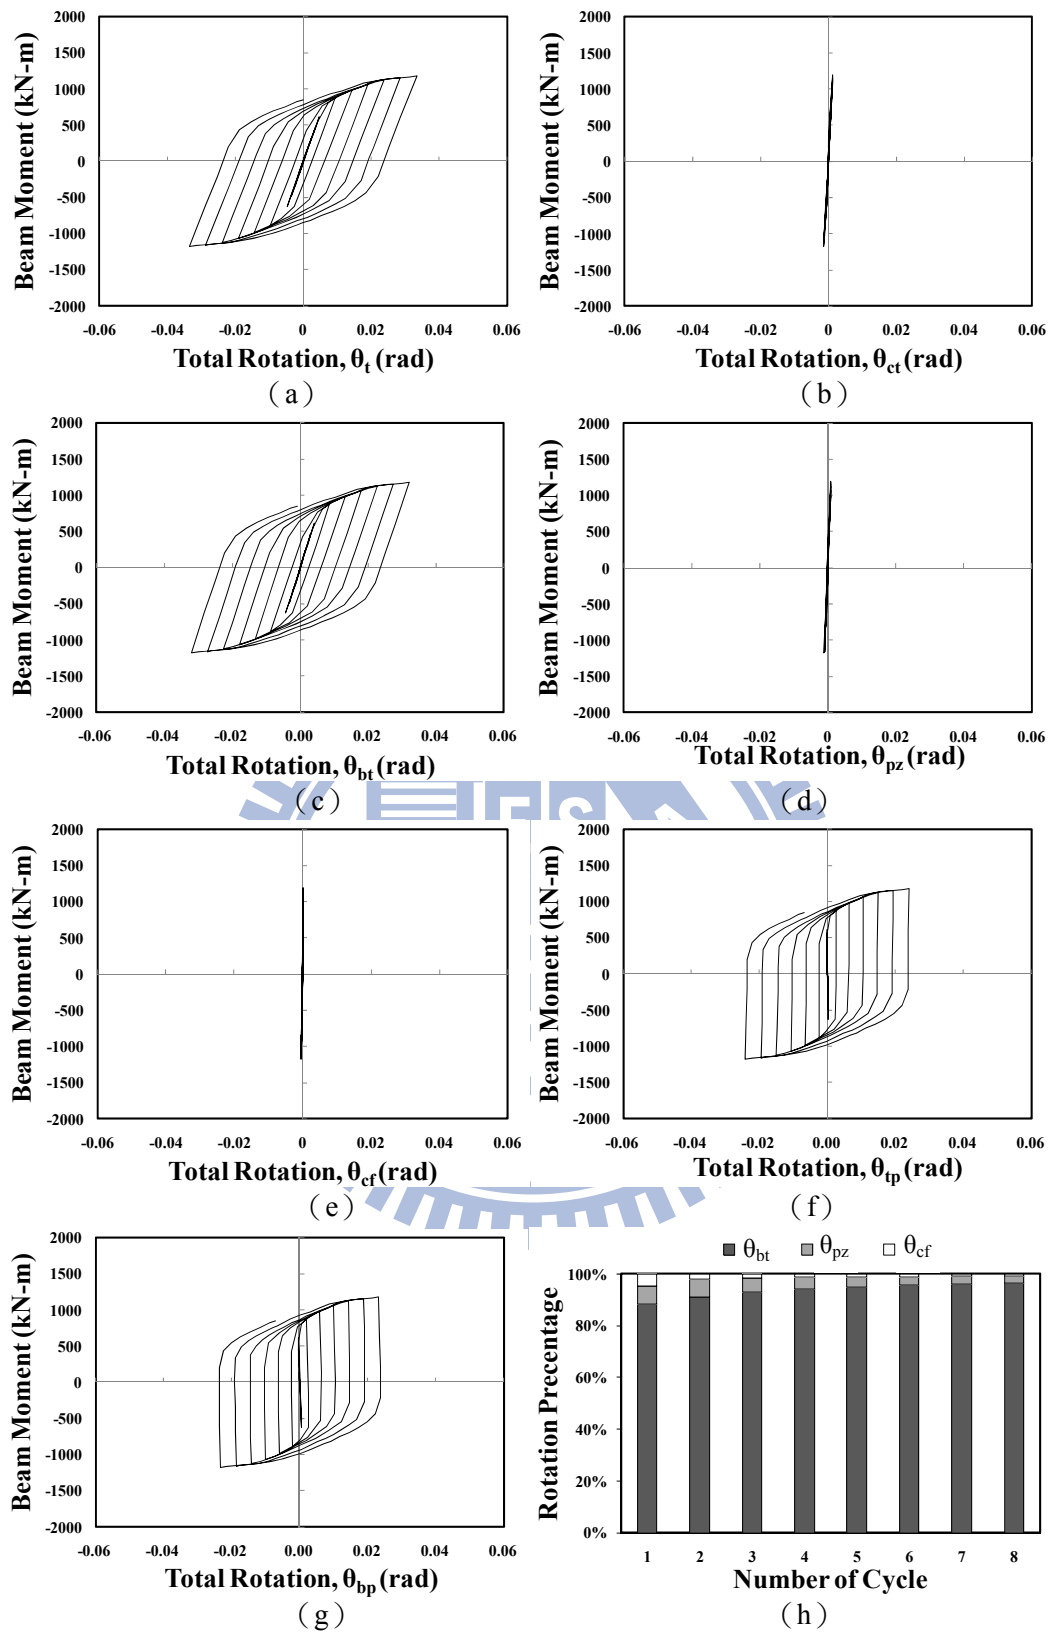 2000
1500
1000
500
0
-500
-1000
-1500
-2000
Beam Moment (kN-m)
-0.06 -0.04 -0.02 0 0.02 0.04 0.06
Total Rotation, θt (rad)
（a）
2000
1500
1000
500
0
-500
-1000
-1500
-2000
Beam Moment (kN-m)
-0.06 -0.04 -0.02 0 0.02 0.04 0.06
Total Rotation, θct (rad)
（b）
2000
1500
1000
500
0
-500
-1000
-1500
-2000
Beam Moment (kN-m)
-0.06 -0.04 -0.02 0.00 0.02 0.04 0.06
Total Rotation, θbt (rad)
（c）
2000
1500
1000
500
0
-500
-1000
-1500
-2000
Beam Moment (kN-m)
-0.06 -0.04 -0.02 0 0.02 0.04 0.06
Total Rotation, θpz (rad)
（d）
2000
1500
1000
500
0
-500
-1000
-1500
-2000
Beam Moment (kN-m)
-0.06 -0.04 -0.02 0 0.02 0.04 0.06
Total Rotation, θcf (rad)
（e）
2000
1500
1000
500
0
-500
-1000
-1500
-2000
Beam Moment (kN-m)
-0.06 -0.04 -0.02 0.00 0.02 0.04 0.06
Total Rotation, θtp (rad)
（f）
2000
1500
1000
500
0
-500
-1000
-1500
-2000
Beam Moment (kN-m)
-0.06 -0.04 -0.02 0.00 0.02 0.04 0.06
Total Rotation, θbp (rad)
（g）
θbt θpz θcf
100%
80%
60%
40%
20%
0%
Rotation Precentage
1 2 3 4 5 6 7 8
Number of Cycle
（h）